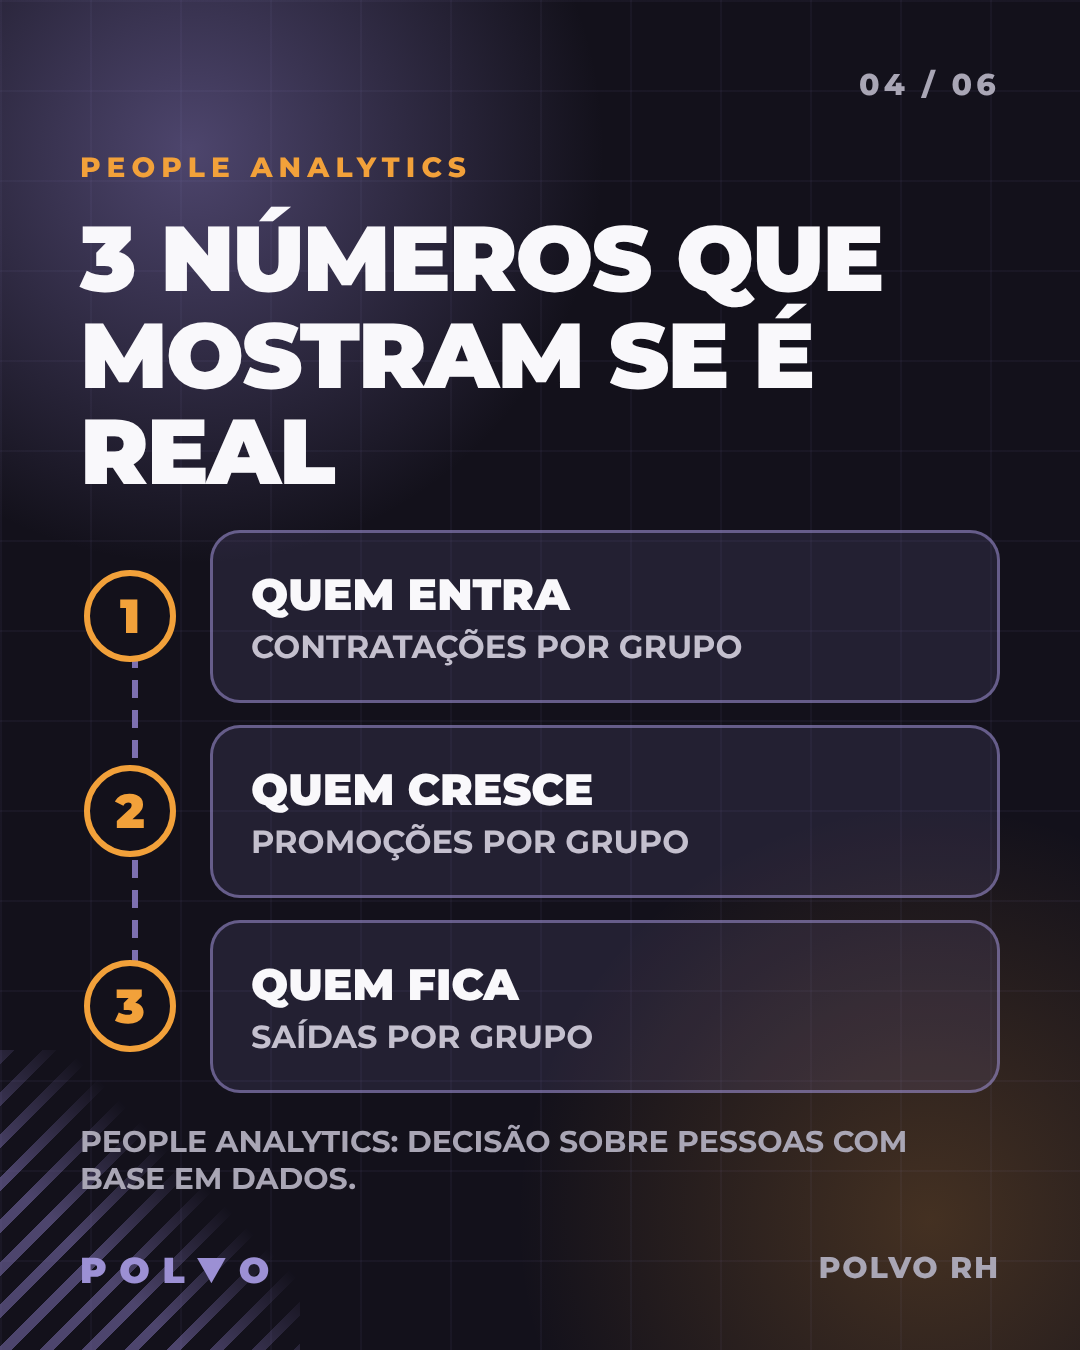 04 / 06
PEOPLE ANALYTICS
3 NÚMEROS QUE
MOSTRAM SE É
REAL
1
QUEM ENTRA
CONTRATAÇÕES POR GRUPO
2
QUEM CRESCE
PROMOÇÕES POR GRUPO
3
QUEM FICA
SAÍDAS POR GRUPO
PEOPLE ANALYTICS: DECISÃO SOBRE PESSOAS COM
BASE EM DADOS.
POLVO
POLVO RH